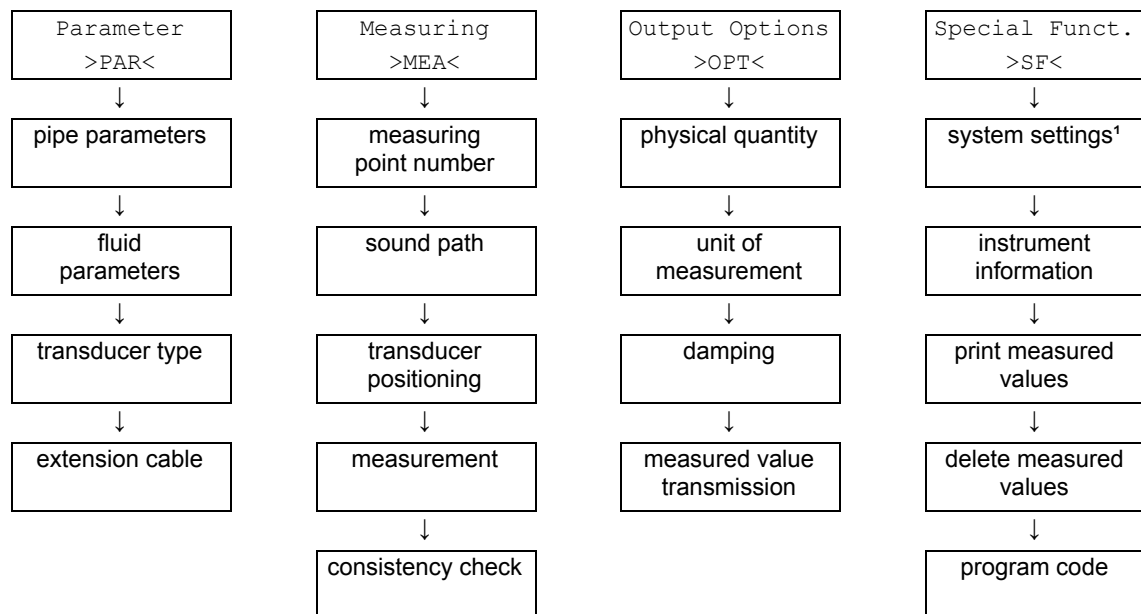 Parameter
>PAR<
↓
pipe parameters
↓
fluid
parameters
↓
transducer type
↓
extension cable
Measuring
>MEA<
↓
measuring
point number
↓
sound path
↓
transducer
positioning
↓
measurement
↓
consistency check
Output Options
>OPT<
↓
physical quantity
↓
unit of
measurement
↓
damping
↓
measured value
transmission
Special Funct.
>SF<
↓
system settings¹
↓
instrument
information
↓
print measured
values
↓
delete measured
values
↓
program code